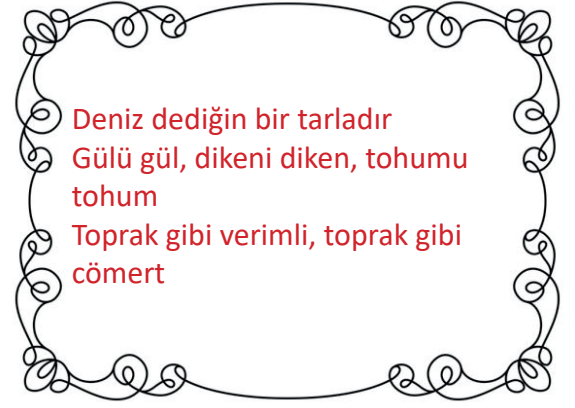 Deniz dediğin bir tarladır
Gülü gül, dikeni diken, tohumu
tohum
Toprak gibi verimli, toprak gibi
cömert